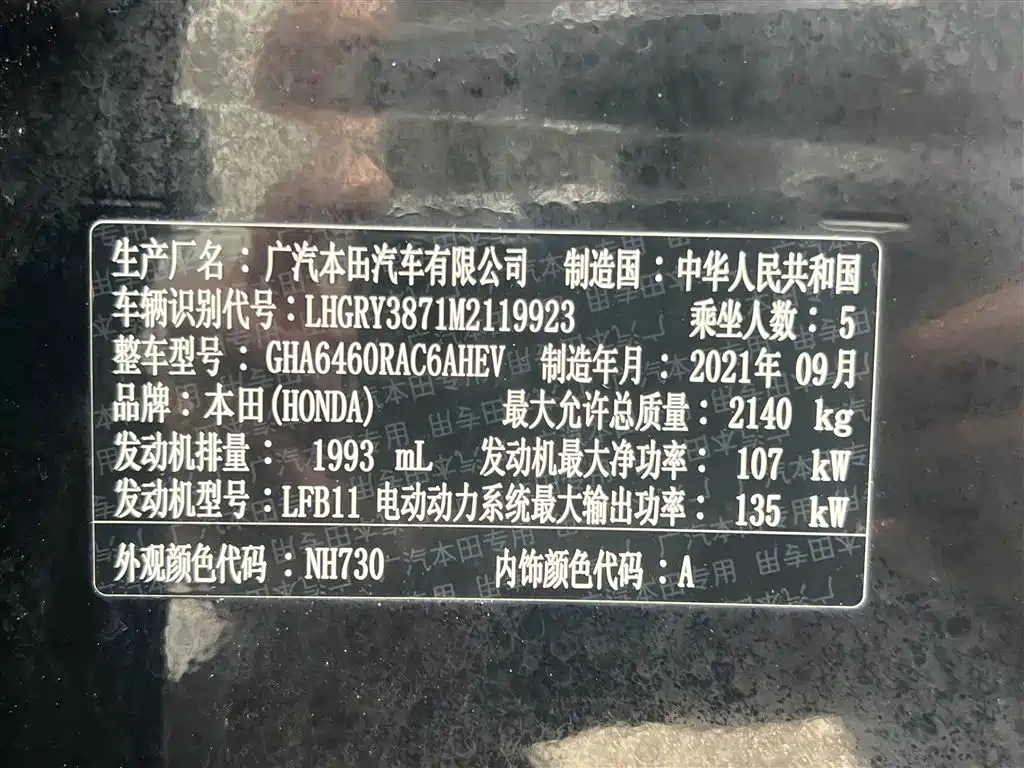 生产厂名：广汽本田汽车有限公司 制造国：中华人民共和国
车辆识别代号：LHGRY3871M2119923 乘坐人数：5
整车型号：GHA6460RAC6AHEV 制造年月：2021年 09月
品牌：本田(HONDA) 最大允许总质量：2140 kg
发动机排量：1993 mL 发动机最大净功率：107 kW
发动机型号：LFB11 电动动力系统最大输出功率：135 kW
外观颜色代码：NH730 内饰颜色代码：A